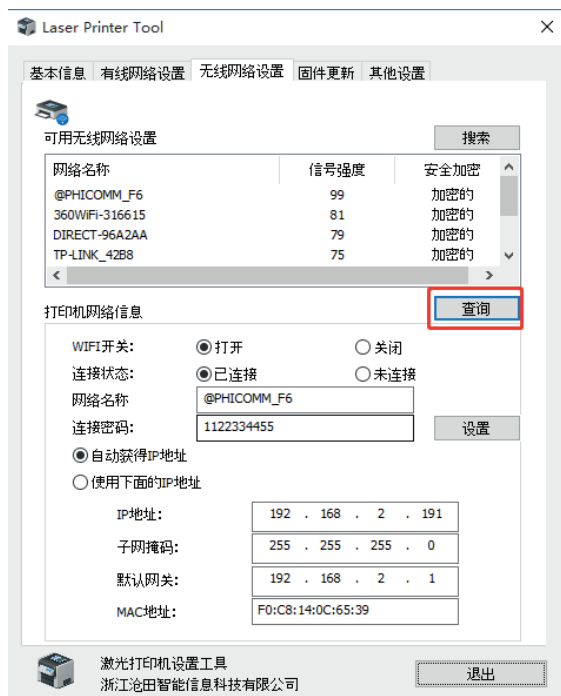 Laser Printer Tool
基本信息 有线网络设置 无线网络设置 固件更新 其他设置
可用无线网络设置 搜索
网络名称 信号强度 安全加密
@PHICOMM_F6 99 加密的
360WiFi-316615 81 加密的
DIRECT-96A2AA 79 加密的
TP-LINK_42B8 75 加密的
打印机网络信息 查询
WIFI开关: 打开 关闭
连接状态: 已连接 未连接
网络名称 @PHICOMM_F6
连接密码: 1122334455 设置
自动获得IP地址
使用下面的IP地址
IP地址: 192 . 168 . 2 . 191
子网掩码: 255 . 255 . 255 . 0
默认网关: 192 . 168 . 2 . 1
MAC地址: F0:C8:14:0C:65:39
激光打印机设置工具
浙江沧田智能信息科技有限公司 退出